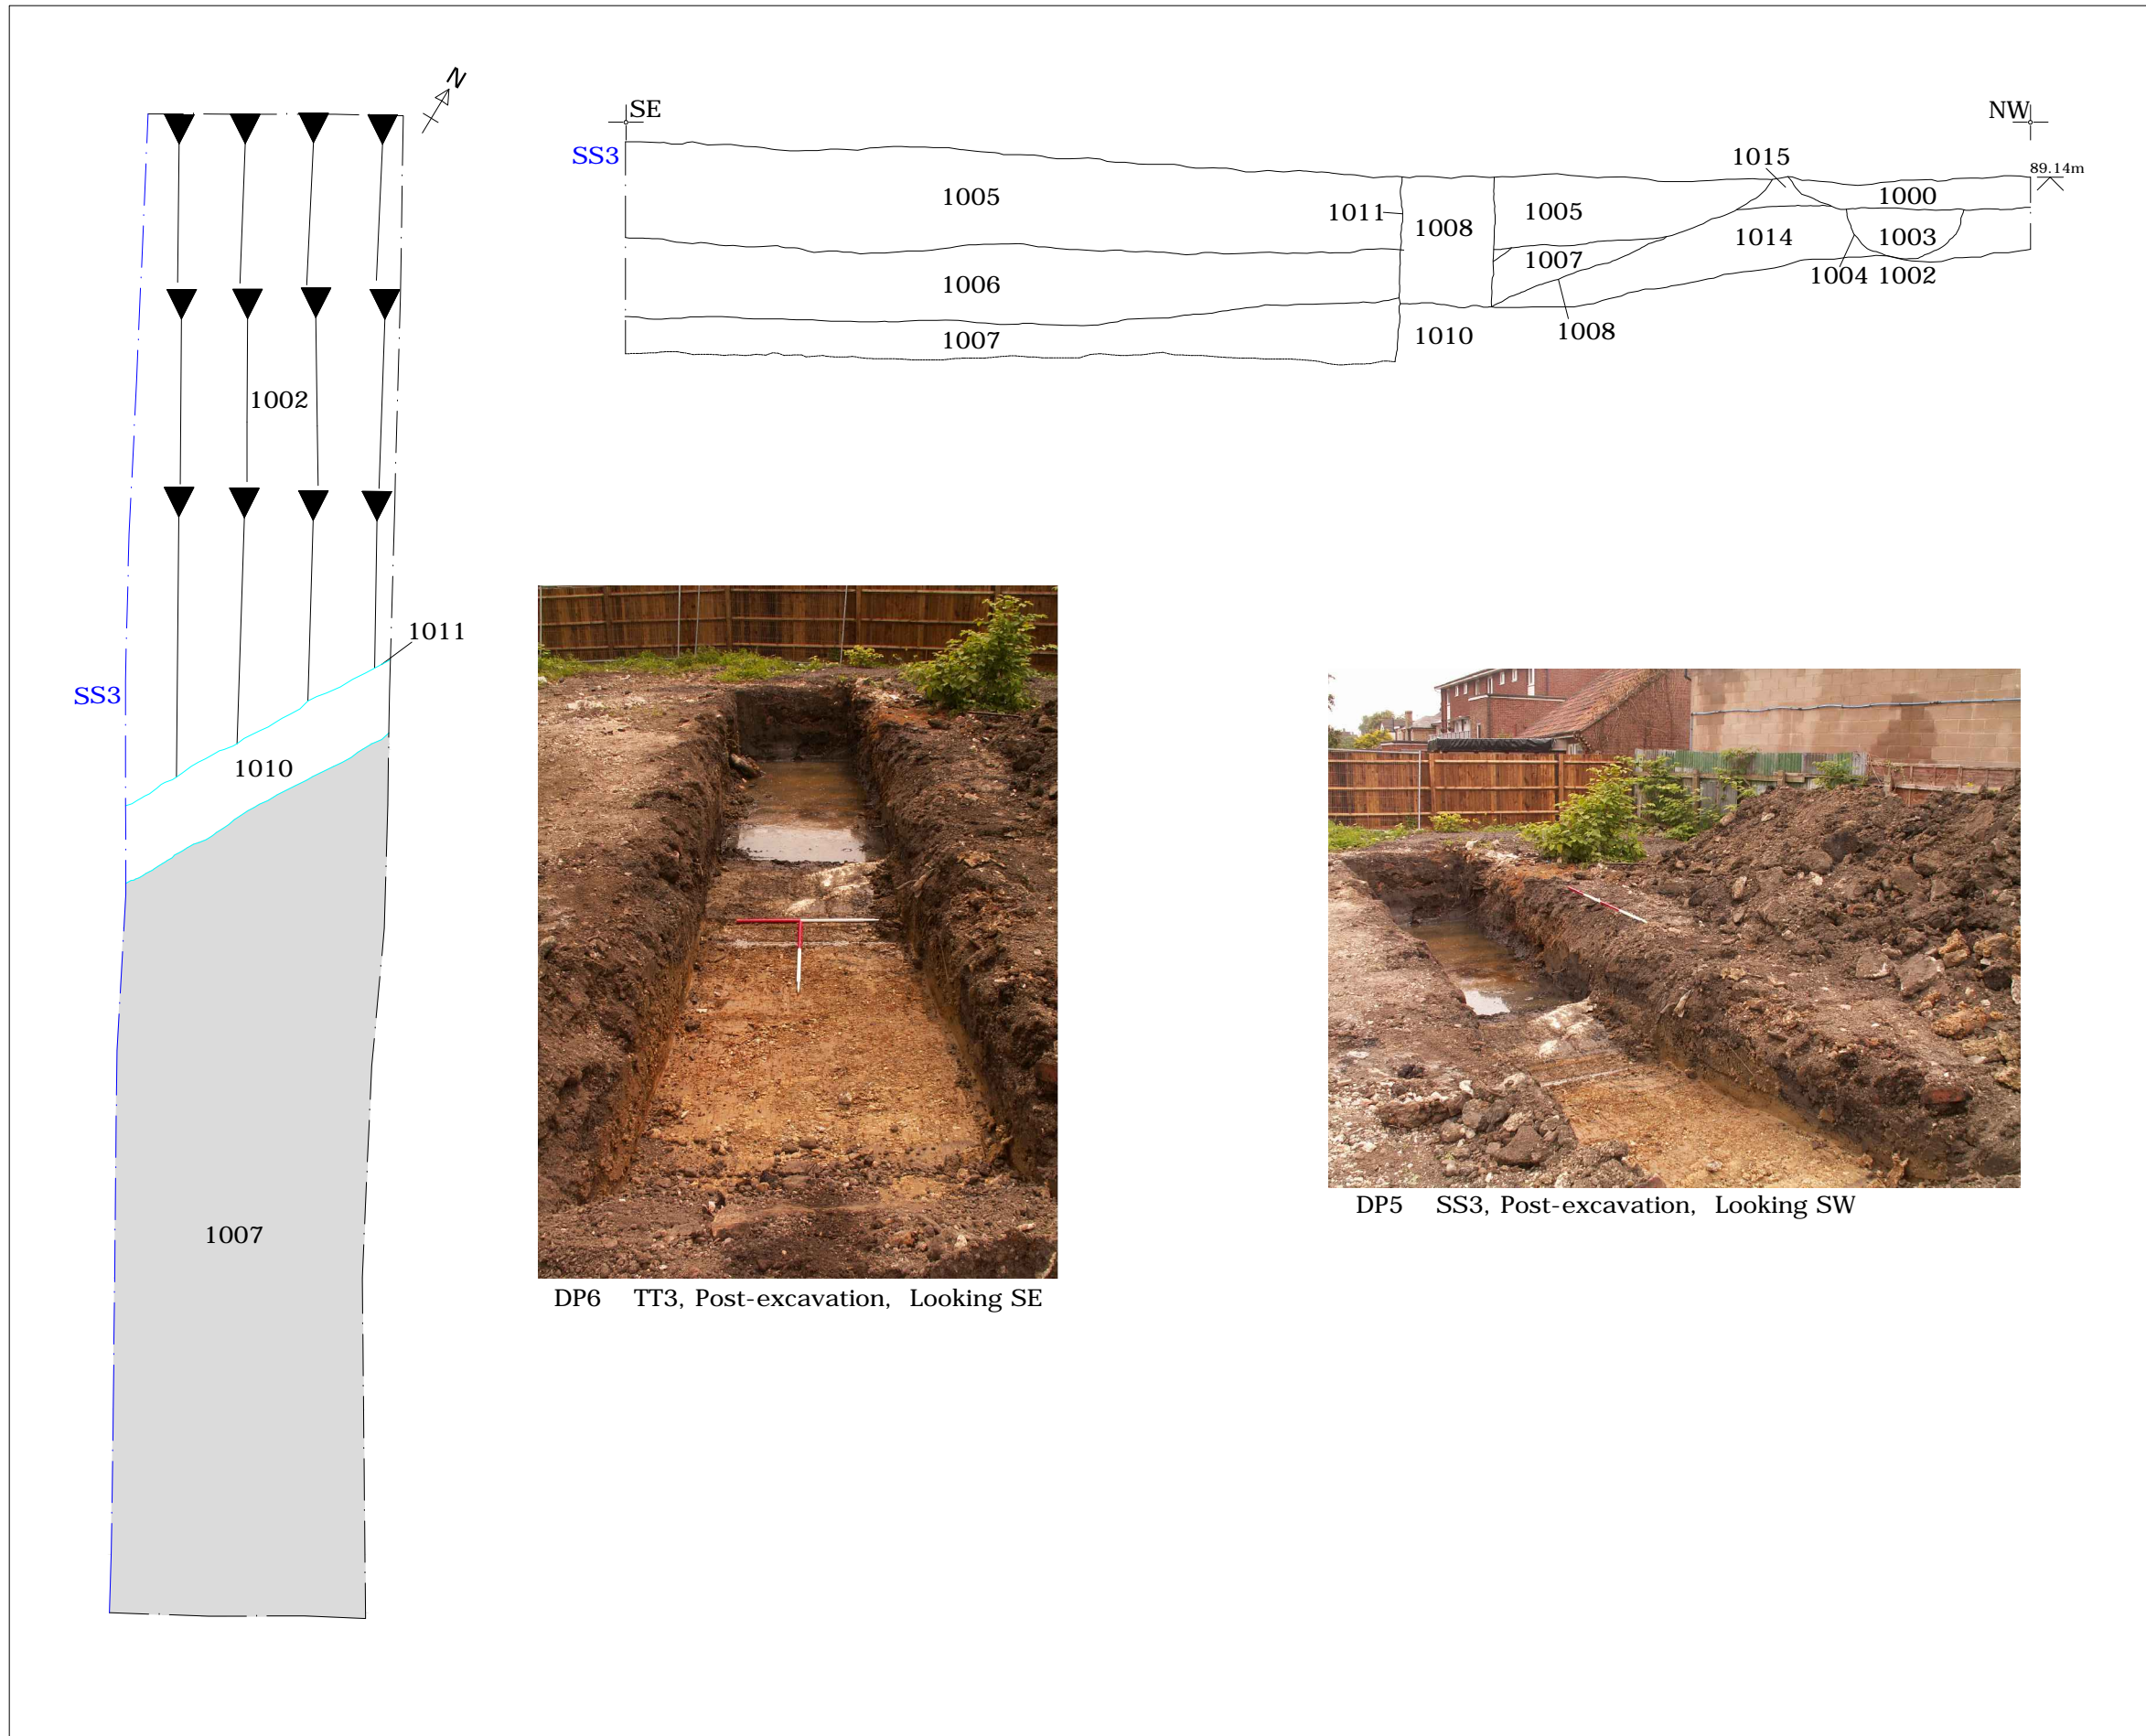 N
1002
1011
SS3
1010
1007
SE
NW
SS3
89.14m
1015
1005
1000
1011
1008
1005
1014
1003
1007
1006
1004 1002
1008
1007
1010
DP6 TT3, Post-excavation, Looking SE
DP5 SS3, Post-excavation, Looking SW